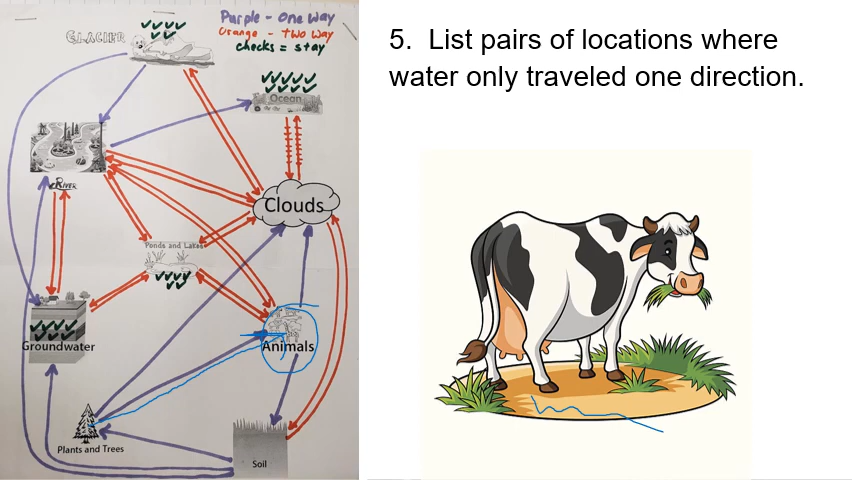 Purple - one way
Orange - Two way
checks = stay
GLACIER
Ocean
River
Clouds
Ponds and Lakes
Groundwater
Animals
Plants and Trees
Soil
5. List pairs of locations where
water only traveled one direction.